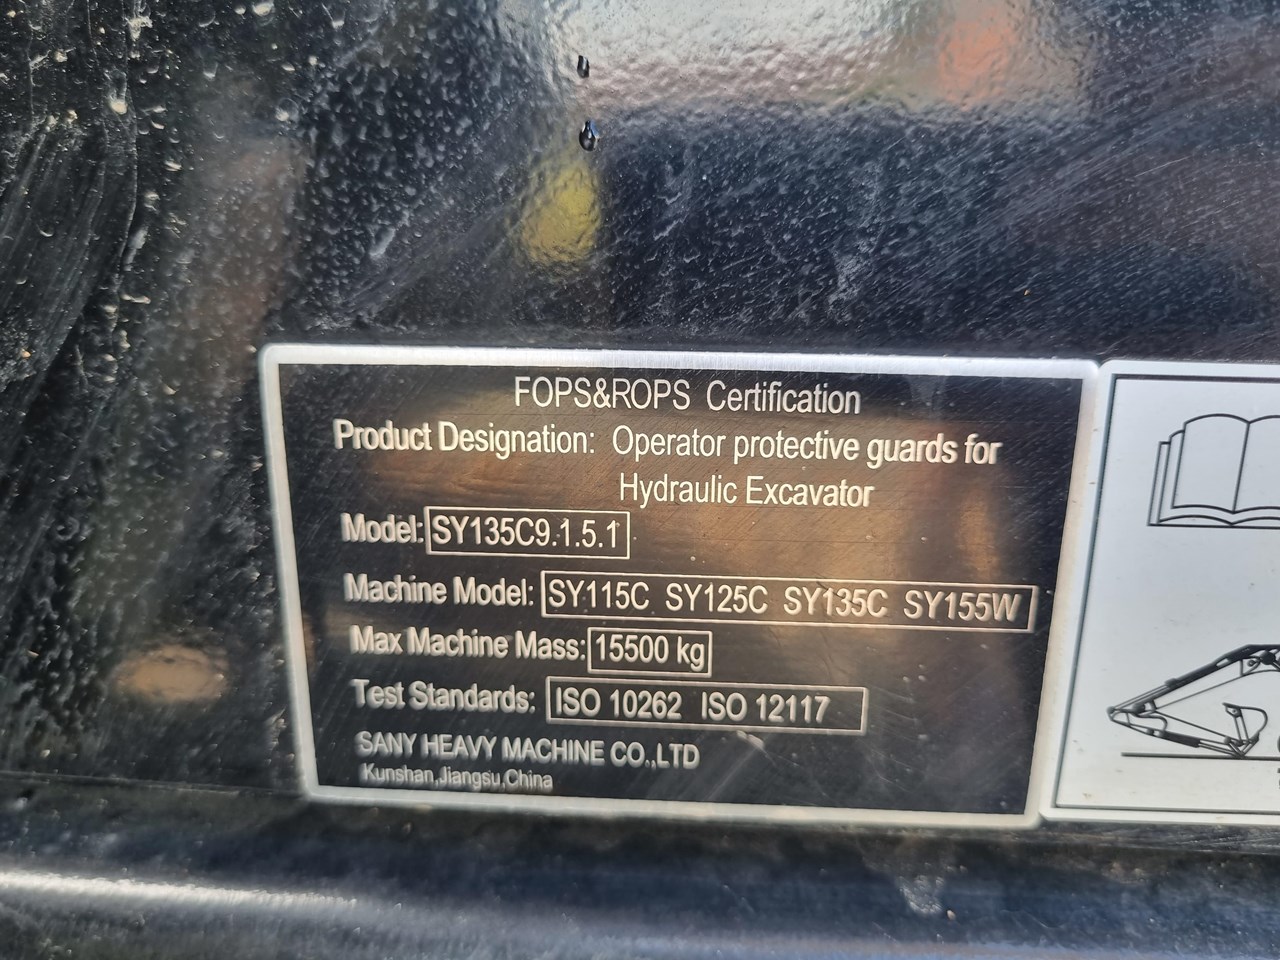 FOPS&ROPS Certification
Product Designation: Operator protective guards for
Hydraulic Excavator
Model: SY135C9.1.5.1
Machine Model: SY115C SY125C SY135C SY155W
Max Machine Mass: 15500 kg
Test Standards: ISO 10262 ISO 12117
SANY HEAVY MACHINE CO.,LTD
Kunshan,Jiangsu,China